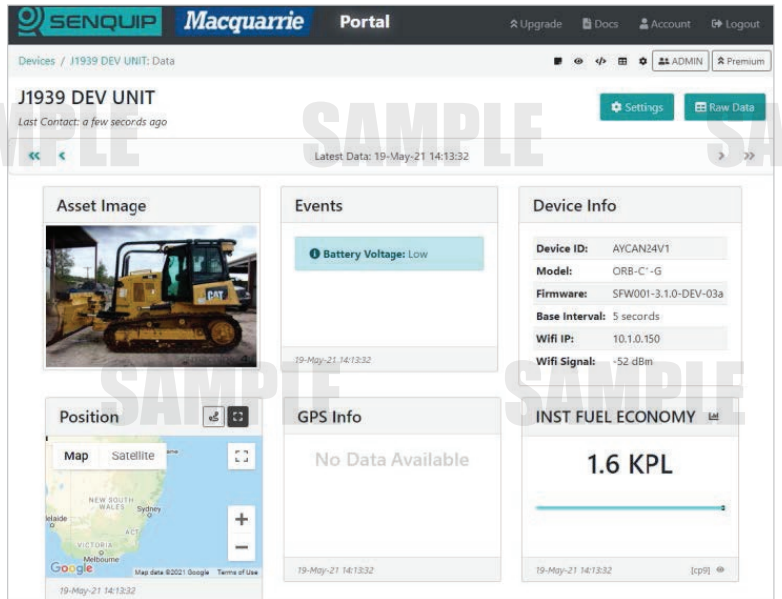 SENQUIP Macquarrie Portal Upgrade Docs Account Logout
Devices / J1939 DEV UNIT: Data ADMIN Premium
J1939 DEV UNIT
Last Contact: a few seconds ago
Settings Raw Data
SAMPLE SAMPLE SA
« ‹ Latest Data: 19-May-21 14:13:32 › »
Asset Image
CAT
Events
Battery Voltage: Low
19-May-21 14:13:32
Device Info
Device ID: AYCAN24V1
Model: ORB-C1-G
Firmware: SFW001-3.1.0-DEV-03a
Base Interval: 5 seconds
Wifi IP: 10.1.0.150
Wifi Signal: -52 dBm
SAMPLE SAMPLE
Position
Map Satellite
NEW SOUTH
WALES
Sydney
elaide
ACT
VICTORIA
Melbourne
Google Map data ©2021 Google Terms of Use
19-May-21 14:13:32
GPS Info
No Data Available
19-May-21 14:13:32
INST FUEL ECONOMY
1.6 KPL
19-May-21 14:13:32 [cp9]